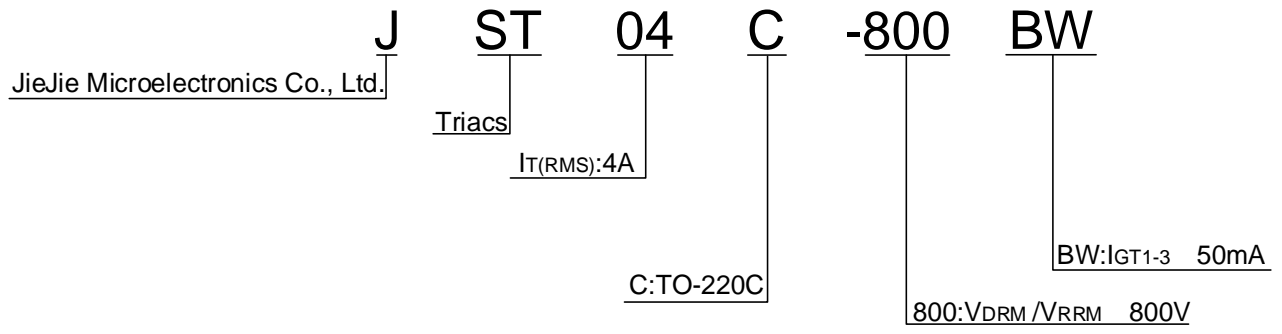 J ST 04 C -800 BW
JieJie Microelectronics Co., Ltd.
Triacs
IT(RMS):4A
BW:IGT1-3 50mA
C:TO-220C
800:VDRM /VRRM 800V